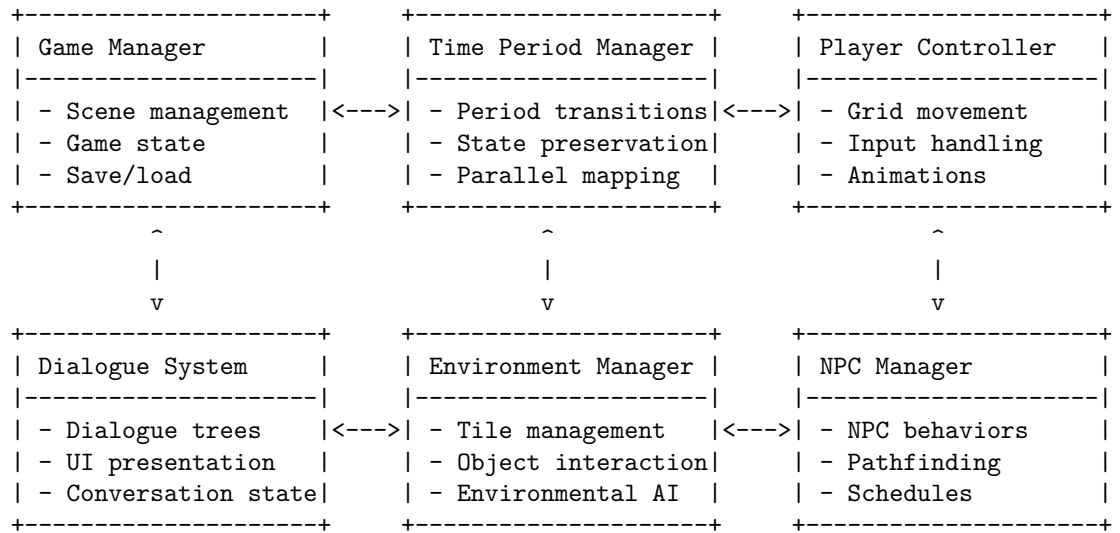 +---------------------+     +---------------------+     +---------------------+
| Game Manager        |     | Time Period Manager |     | Player Controller   |
|---------------------|     |---------------------|     |---------------------|
| - Scene management  |<--->| - Period transitions|<--->| - Grid movement     |
| - Game state        |     | - State preservation|     | - Input handling    |
| - Save/load         |     | - Parallel mapping  |     | - Animations        |
+---------------------+     +---------------------+     +---------------------+
          ^                           ^                           ^
          |                           |                           |
          v                           v                           v
+---------------------+     +---------------------+     +---------------------+
| Dialogue System     |     | Environment Manager |     | NPC Manager         |
|---------------------|     |---------------------|     |---------------------|
| - Dialogue trees    |<--->| - Tile management   |<--->| - NPC behaviors     |
| - UI presentation   |     | - Object interaction|     | - Pathfinding       |
| - Conversation state|     | - Environmental AI  |     | - Schedules         |
+---------------------+     +---------------------+     +---------------------+